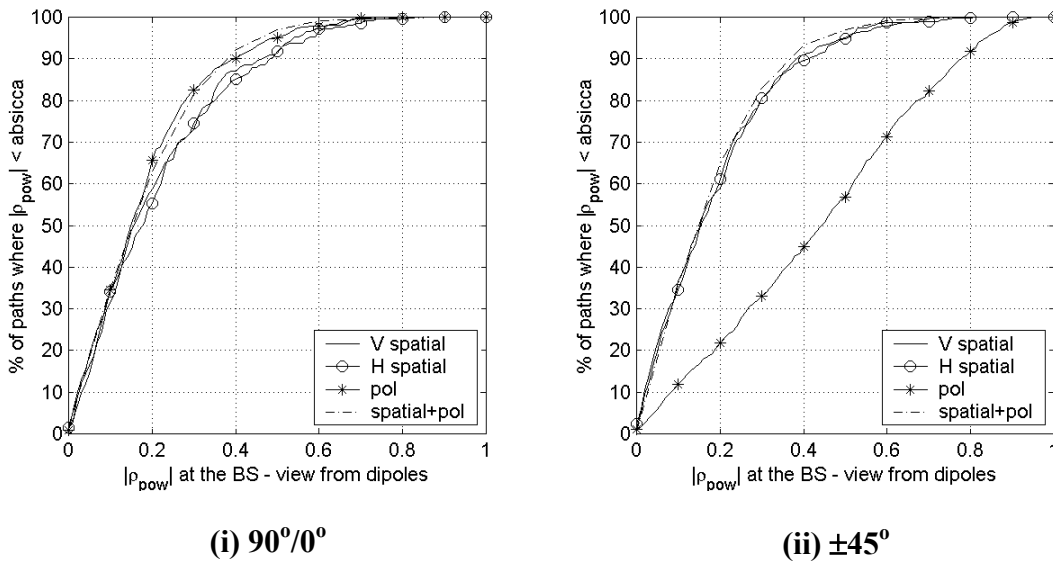 100
90
80
70
60
50
40
30
20
10
0
% of paths where |ρpow| < absicca
V spatial
H spatial
pol
spatial+pol
0 0.2 0.4 0.6 0.8 1
|ρpow| at the BS - view from dipoles
(i) 90º/0º
100
90
80
70
60
50
40
30
20
10
0
% of paths where |ρpow| < absicca
V spatial
H spatial
pol
spatial+pol
0 0.2 0.4 0.6 0.8 1
|ρpow| at the BS - view from dipoles
(ii) ±45º